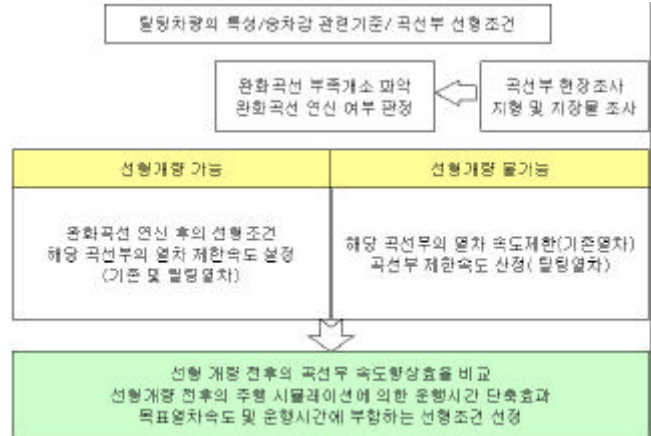 틸팅차량의 특성/승차감 관련기준/ 곡선부 선형조건
완화곡선 부족개소 파악
완화곡선 연신 여부 판정
곡선부 현장조사
지형 및 지장물 조사
선형개량 가능
선형개량 불가능
완화곡선 연신 후의 선형조건
해당 곡선부의 열차 제한속도 설정
(기존 및 틸팅열차)
해당 곡선부의 열차 속도제한(기존열차)
곡선부 제한속도 산정( 틸팅열차)
선형 개량 전후의 곡선부 속도향상효율 비교
선형개량 전후의 주행 시뮬레이션에 의한 운행시간 단축효과
목표열차속도 및 운행시간에 부합하는 선형조건 선정